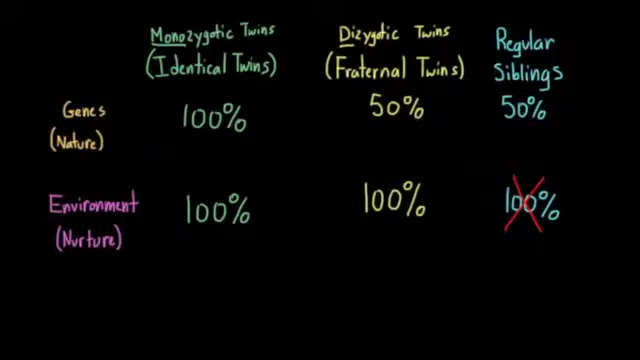 Monozygotic Twins
(Identical Twins)
Dizygotic Twins
(Fraternal Twins)
Regular
Siblings
Genes
(Nature)
100%
50%
50%
Environment
(Nurture)
100%
100%
100%